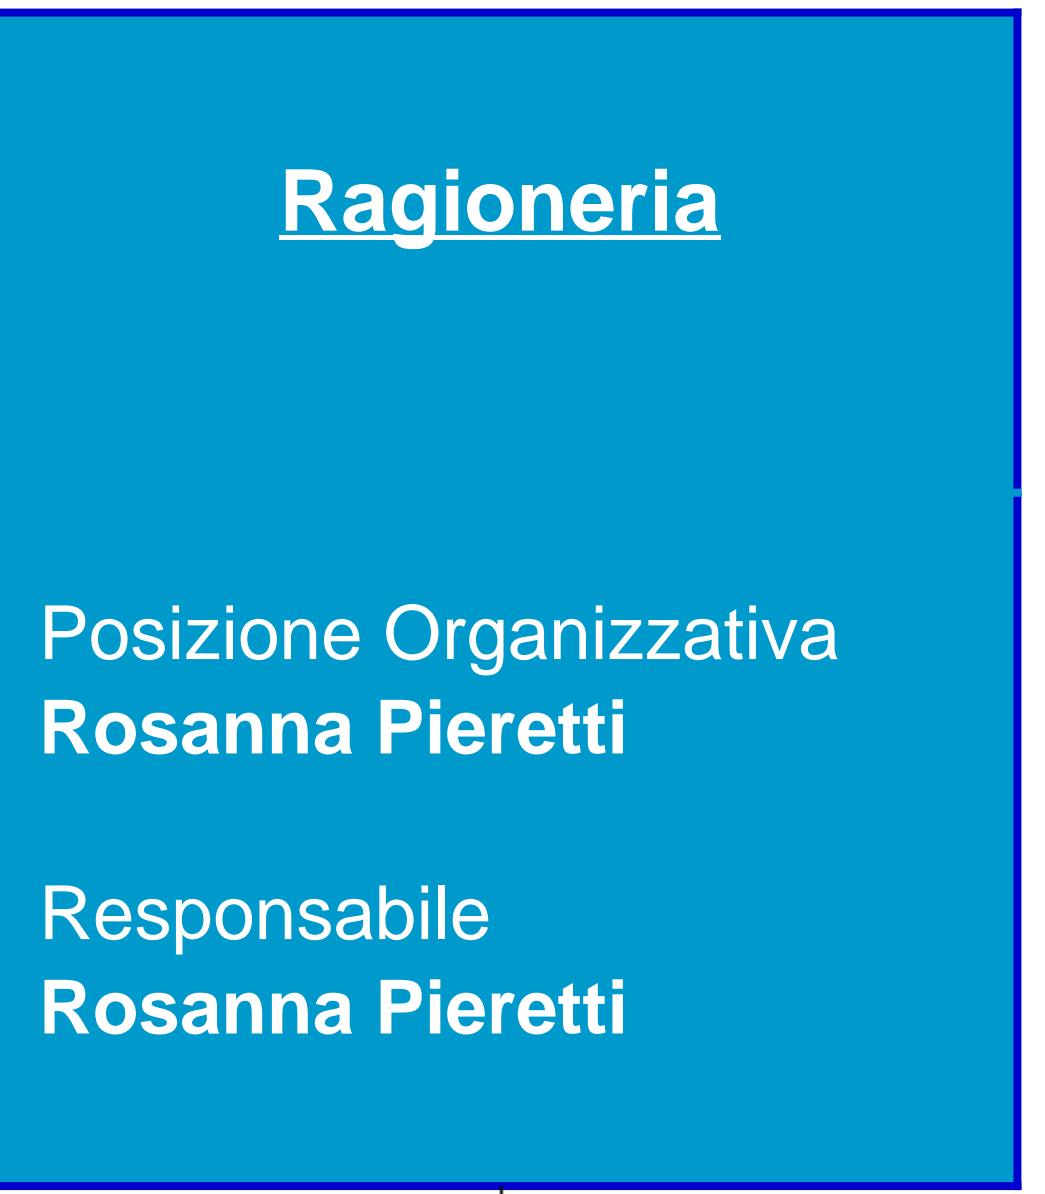 Ragioneria
Posizione Organizzativa
Rosanna Pieretti
Responsabile
Rosanna Pieretti